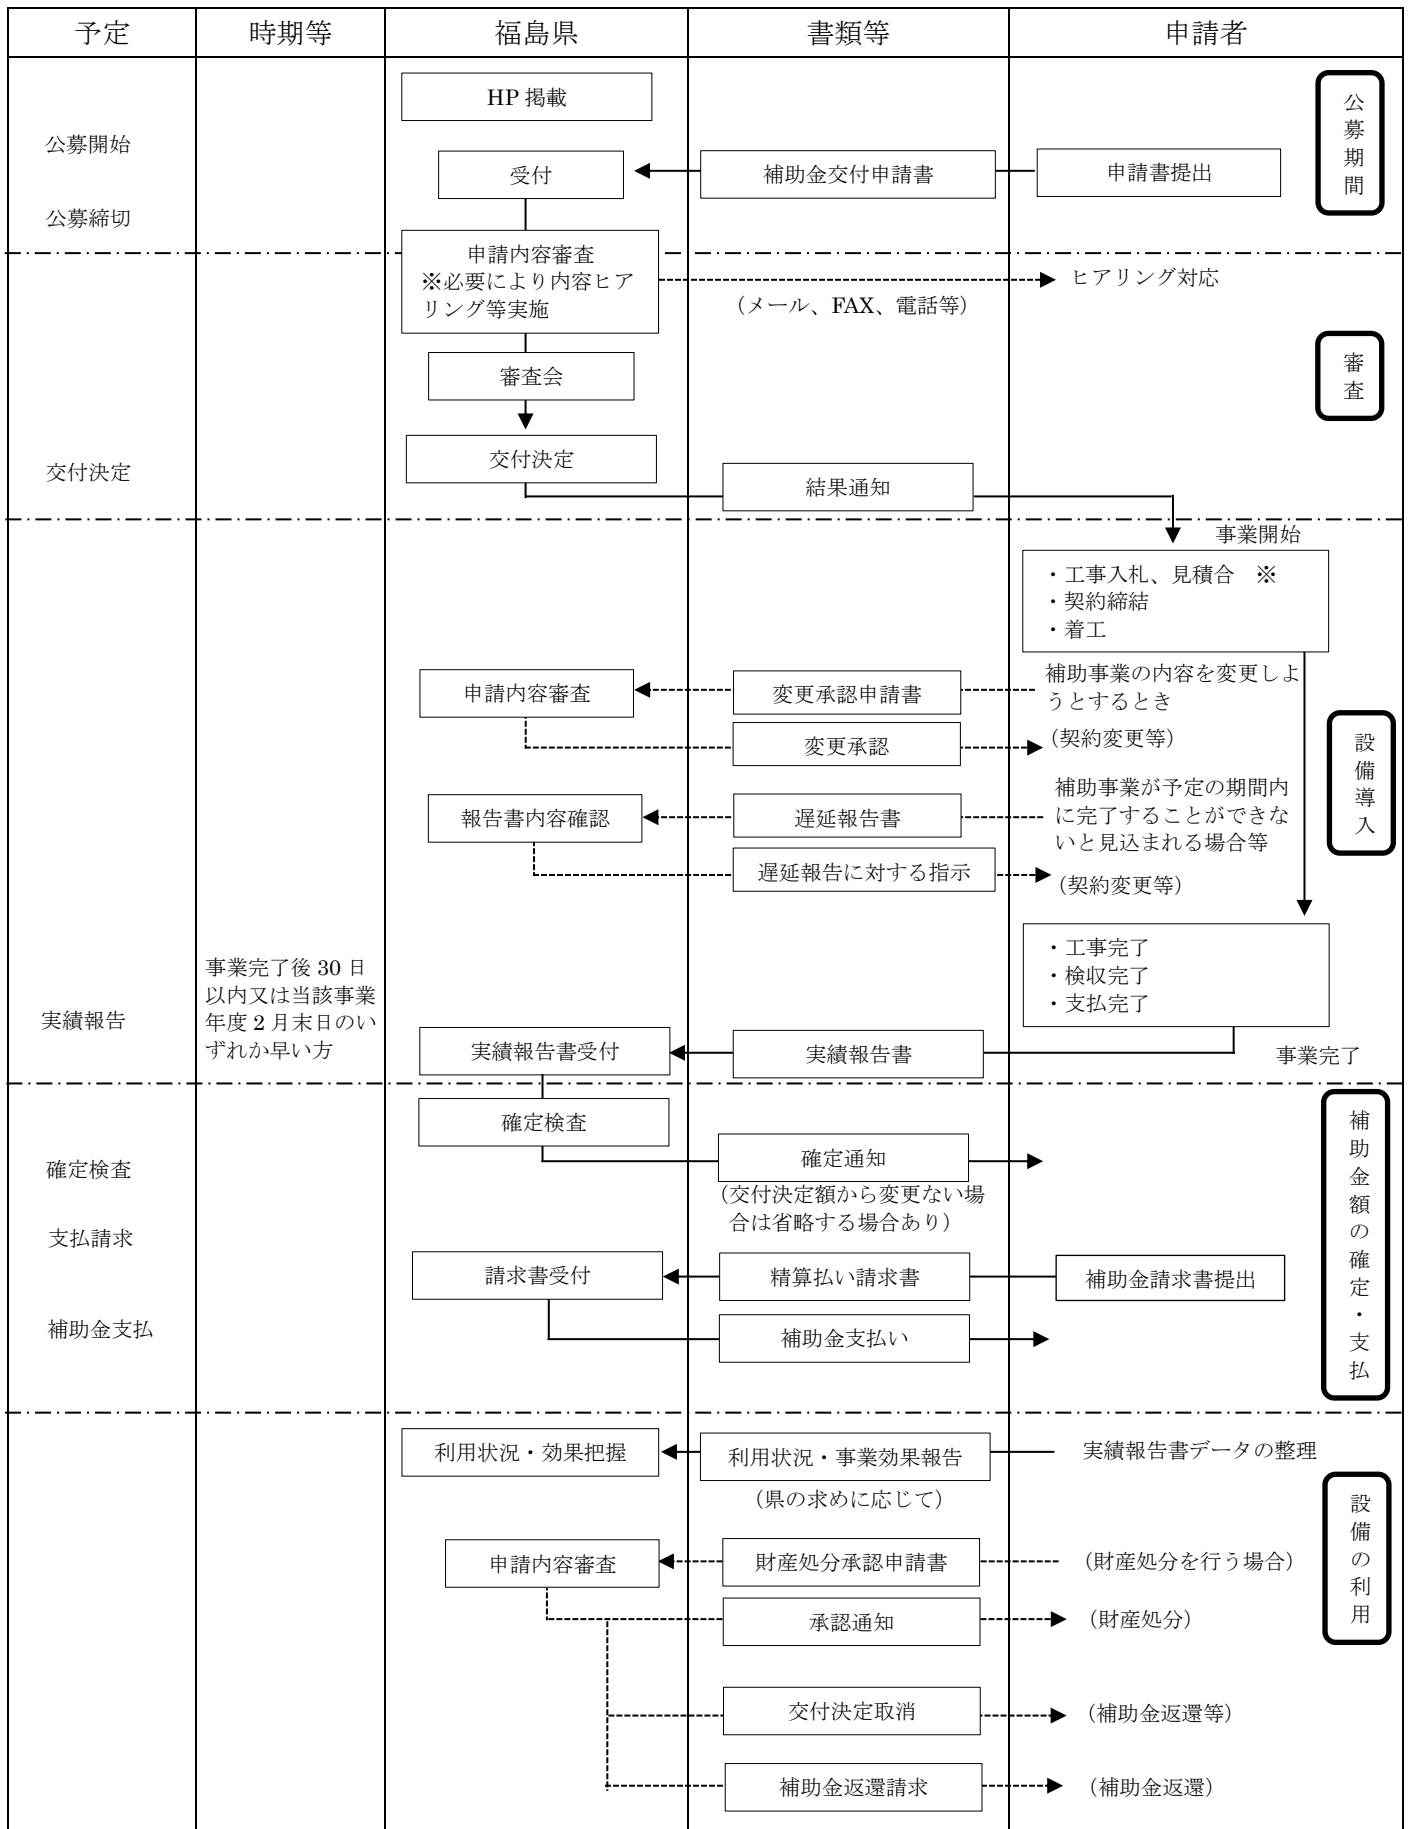 予定
時期等
福島県
書類等
申請者
HP 掲載
公募期間
公募開始
受付
補助金交付申請書
申請書提出
公募締切
申請内容審査
※必要により内容ヒア
リング等実施
ヒアリング対応
（メール、FAX、電話等）
審査
審査会
交付決定
交付決定
結果通知
事業開始
・工事入札、見積合　※
・契約締結
・着工
申請内容審査
変更承認申請書
補助事業の内容を変更しよ
うとするとき
変更承認
（契約変更等）
設備導入
報告書内容確認
遅延報告書
補助事業が予定の期間内
に完了することができな
いと見込まれる場合等
遅延報告に対する指示
（契約変更等）
・工事完了
・検収完了
・支払完了
実績報告
事業完了後 30 日
以内又は当該事業
年度 2 月末日のい
ずれか早い方
実績報告書受付
実績報告書
事業完了
確定検査
補助金額の確定・支払
確定検査
確定通知
（交付決定額から変更ない場
合は省略する場合あり）
支払請求
請求書受付
精算払い請求書
補助金請求書提出
補助金支払
補助金支払い
利用状況・効果把握
利用状況・事業効果報告
実績報告書データの整理
（県の求めに応じて）
設備の利用
申請内容審査
財産処分承認申請書
（財産処分を行う場合）
承認通知
（財産処分）
交付決定取消
（補助金返還等）
補助金返還請求
（補助金返還）